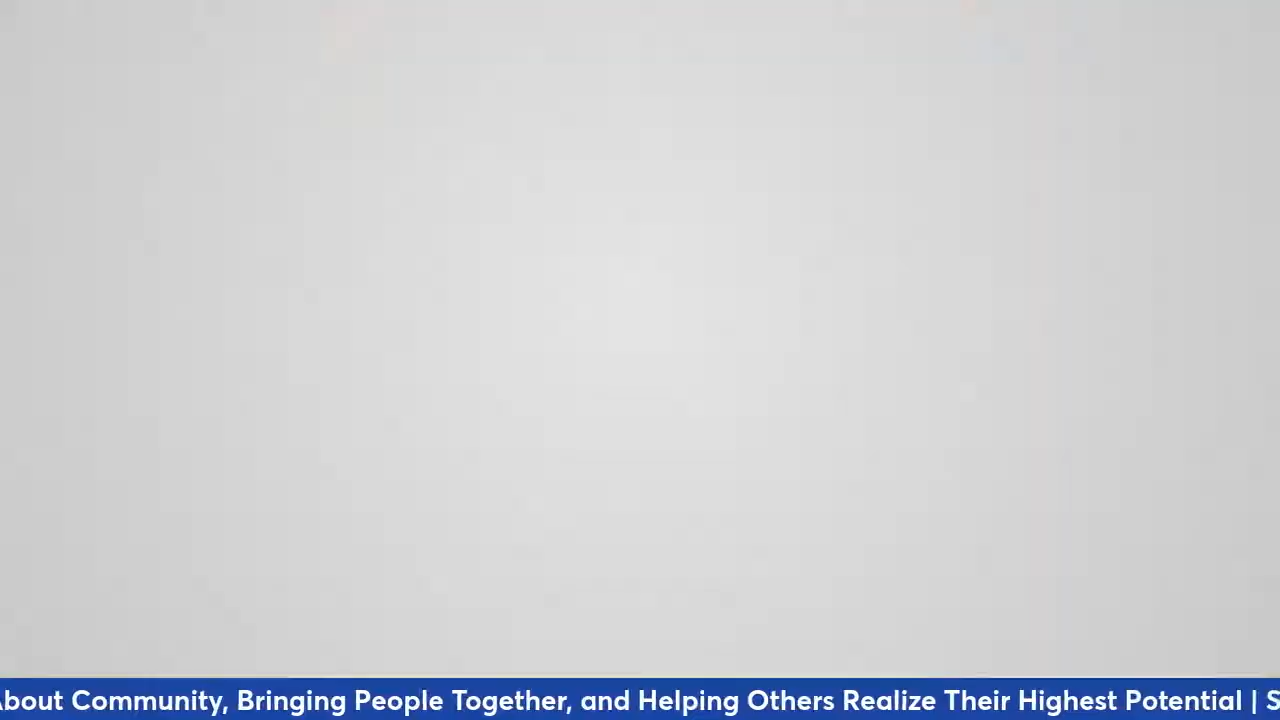 About Community, Bringing People Together, and Helping Others Realize Their Highest Potential | S